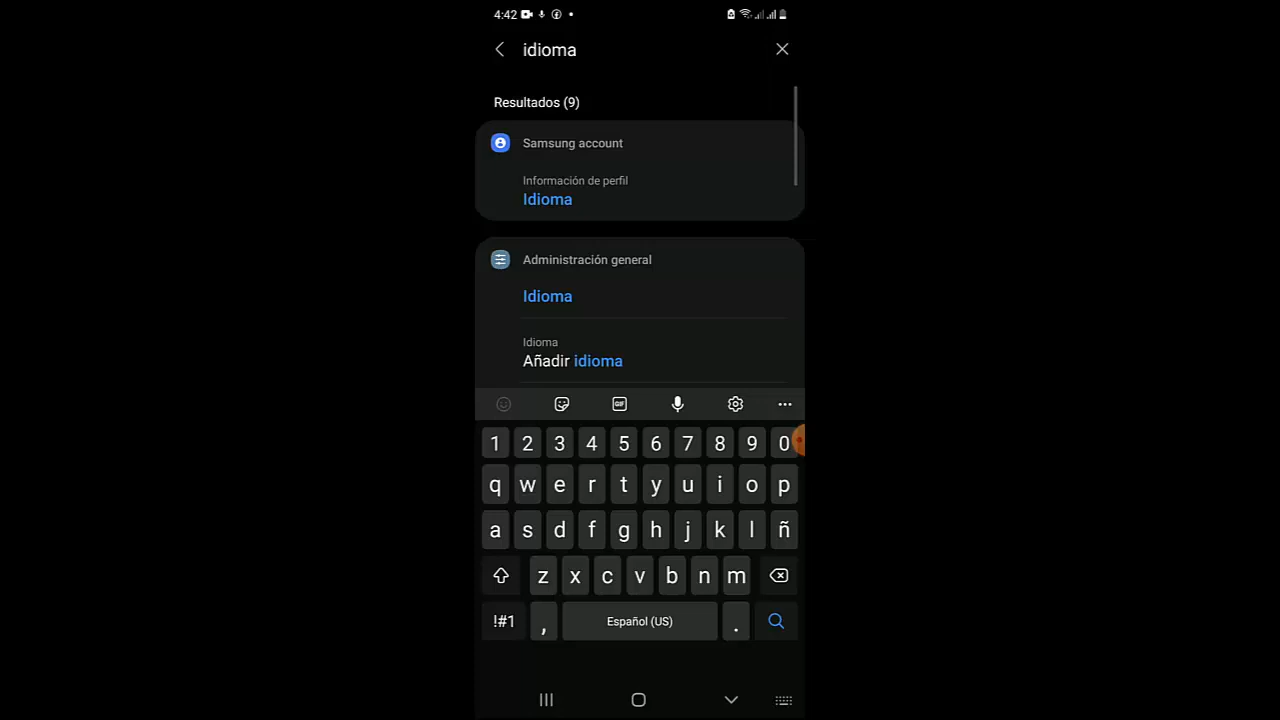 4:42
idioma
Resultados (9)
Samsung account
Información de perfil
Idioma
Administración general
Idioma
Idioma
Añadir idioma
GIF
1 2 3 4 5 6 7 8 9 0
q w e r t y u i o p
a s d f g h j k l ñ
z x c v b n m
!#1 , Español (US) .